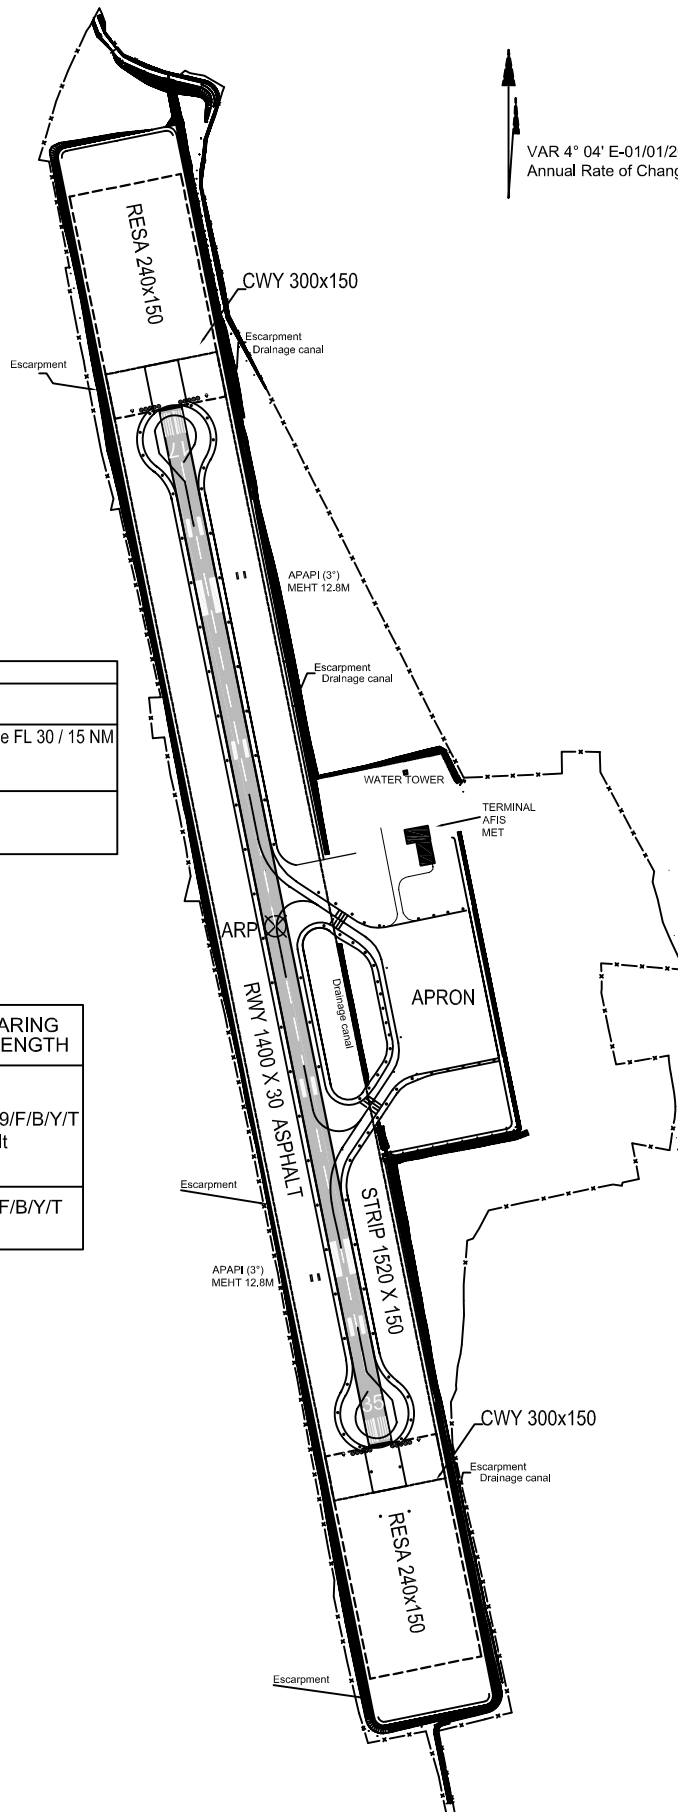 VAR 4° 04' E-01/01/2
Annual Rate of Chang
RESA 240x150
CWY 300x150
Escarpment
Drainage canal
Escarpment
17
APAPI (3°)
MEHT 12.8M
Escarpment
Drainage canal
e FL 30 / 15 NM
WATER TOWER
TERMINAL
AFIS
MET
ARP
APRON
Drainage canal
RWY 1400 X 30 ASPHALT
ARING
ENGTH
9/F/B/Y/T
lt
F/B/Y/T
Escarpment
STRIP 1520 X 150
APAPI (3°)
MEHT 12.8M
35
CWY 300x150
Escarpment
Drainage canal
RESA 240x150
Escarpment